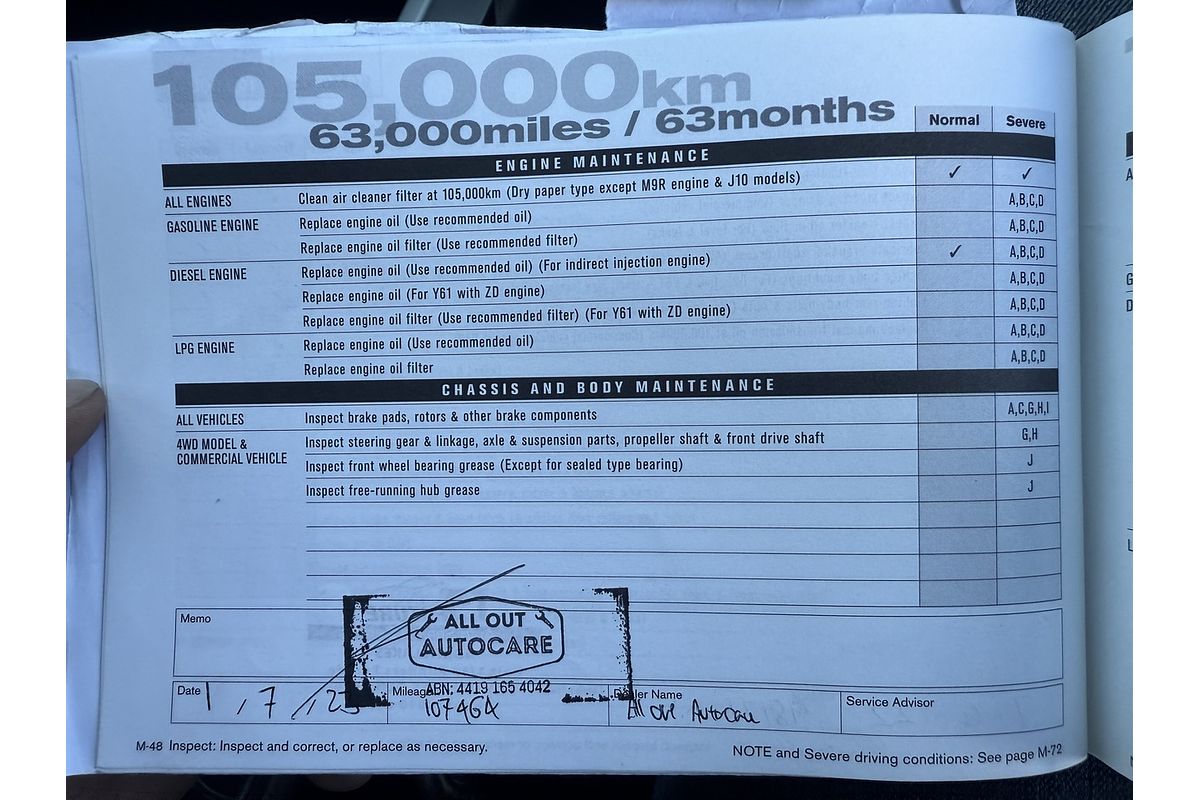 105,000km
63,000miles / 63months
Normal Severe
ENGINE MAINTENANCE
ALL ENGINES Clean air cleaner filter at 105,000km (Dry paper type except M9R engine & J10 models) ✓ ✓
GASOLINE ENGINE Replace engine oil (Use recommended oil) A,B,C,D
Replace engine oil filter (Use recommended filter) A,B,C,D
DIESEL ENGINE Replace engine oil (Use recommended oil) (For indirect injection engine) ✓ A,B,C,D
Replace engine oil (For Y61 with ZD engine) A,B,C,D
Replace engine oil filter (Use recommended filter) (For Y61 with ZD engine) A,B,C,D
LPG ENGINE Replace engine oil (Use recommended oil) A,B,C,D
Replace engine oil filter A,B,C,D
CHASSIS AND BODY MAINTENANCE
ALL VEHICLES Inspect brake pads, rotors & other brake components A,C,G,H,I
4WD MODEL & Inspect steering gear & linkage, axle & suspension parts, propeller shaft & front drive shaft G,H
COMMERCIAL VEHICLE Inspect front wheel bearing grease (Except for sealed type bearing) J
Inspect free-running hub grease J
Memo
ALL OUT
AUTOCARE
ABN: 4419 165 4042
Date 1 / 7 / 23 Mileage 107464 Dealer Name All out Autocare Service Advisor
M-48 Inspect: Inspect and correct, or replace as necessary.
NOTE and Severe driving conditions: See page M-72